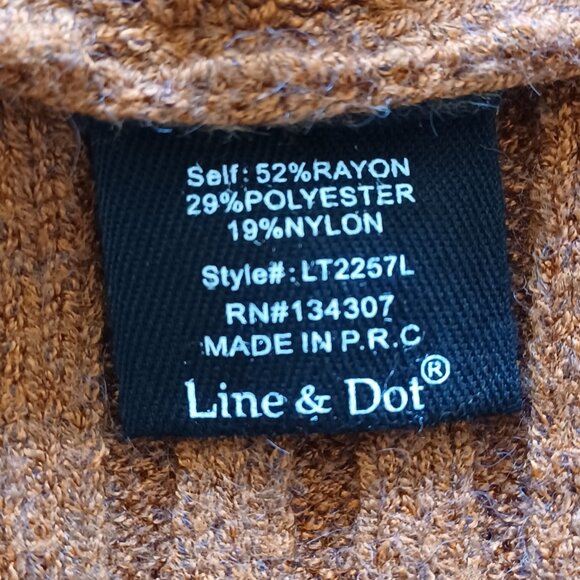 Self: 52%RAYON
29%POLYESTER
19%NYLON
Style#: LT2257L
RN#134307
MADE IN P.R.C
Line & Dot®